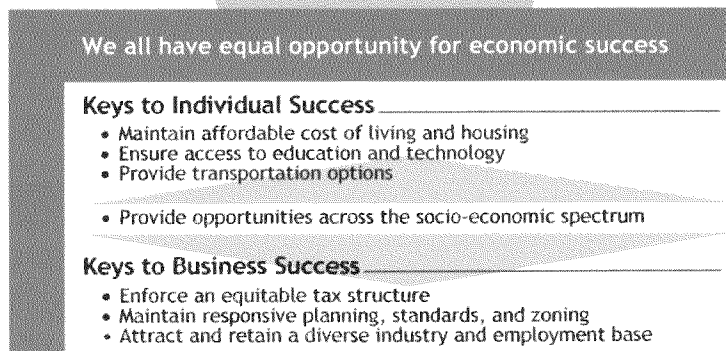 We all have equal opportunity for economic success
Keys to Individual Success
• Maintain affordable cost of living and housing
• Ensure access to education and technology
• Provide transportation options
• Provide opportunities across the socio-economic spectrum
Keys to Business Success
• Enforce an equitable tax structure
• Maintain responsive planning, standards, and zoning
• Attract and retain a diverse industry and employment base